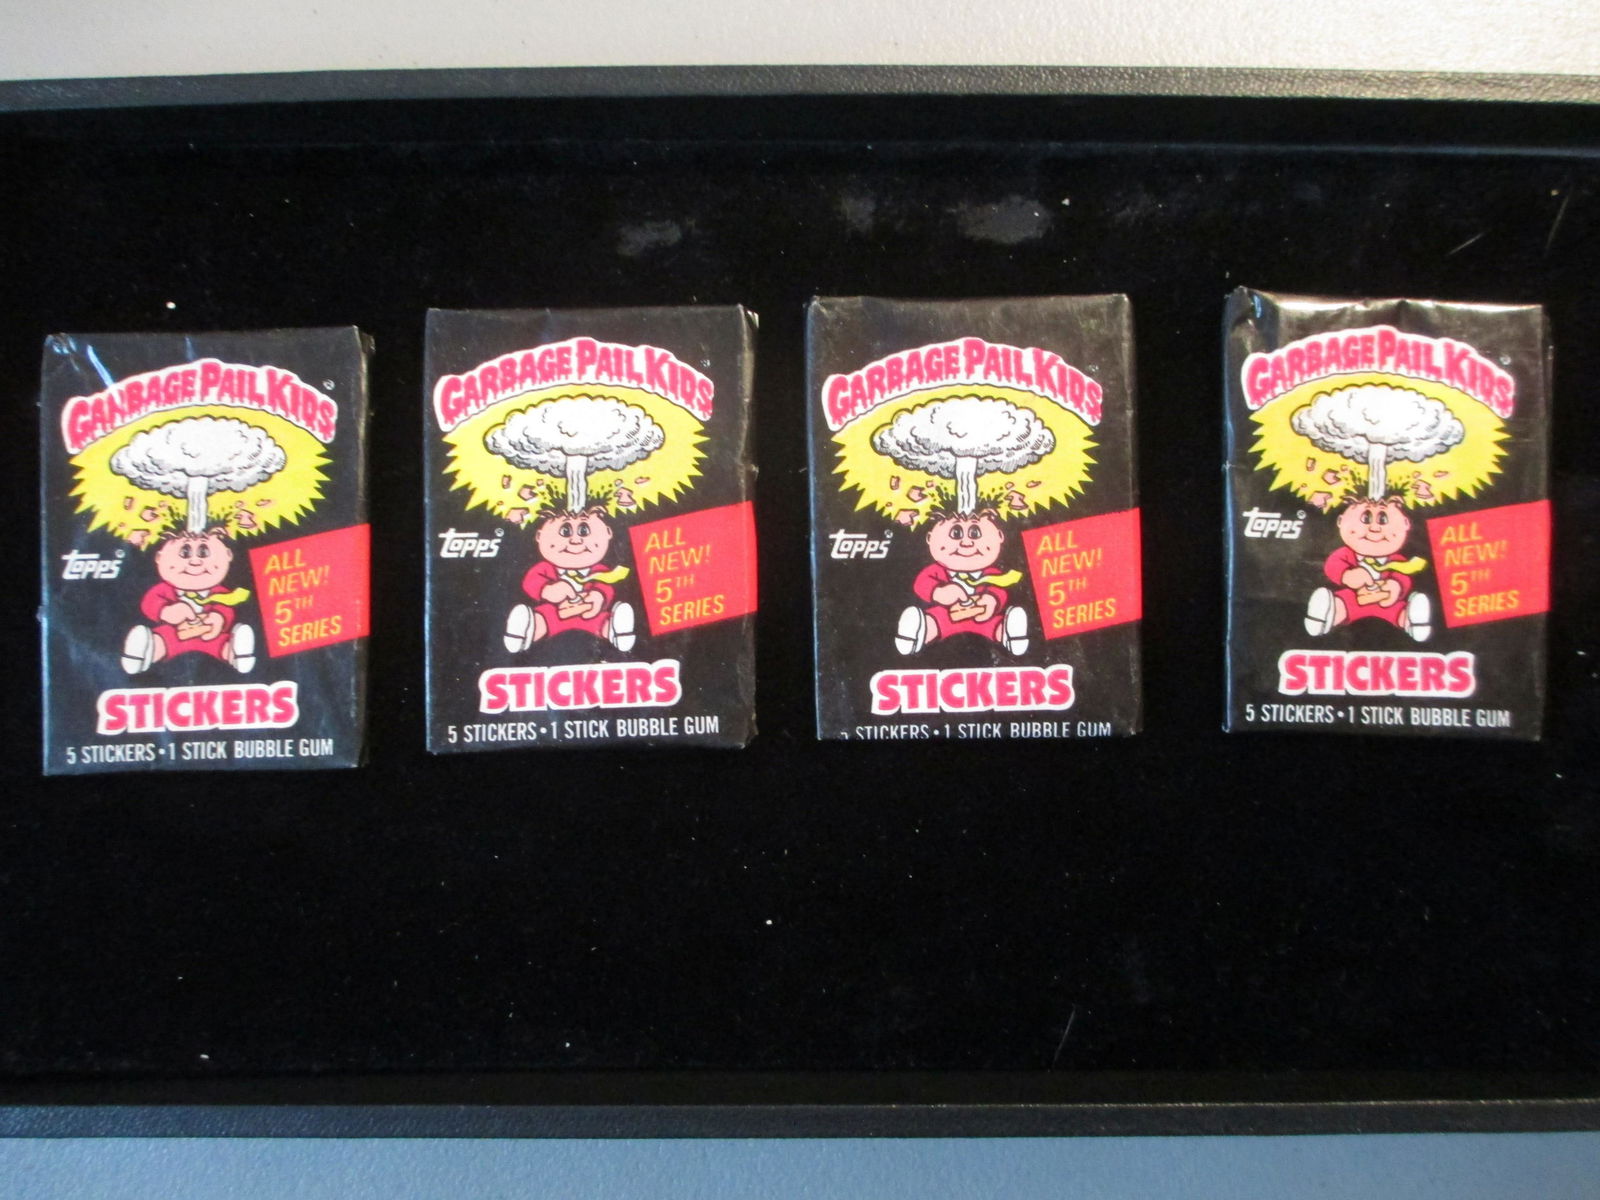 GARBAGE PAIL KIDS
topps
ALL
NEW!
5TH
SERIES
STICKERS
5 STICKERS • 1 STICK BUBBLE GUM
GARBAGE PAIL KIDS
topps
ALL
NEW!
5TH
SERIES
STICKERS
5 STICKERS • 1 STICK BUBBLE GUM
GARBAGE PAIL KIDS
topps
ALL
NEW!
5TH
SERIES
STICKERS
5 STICKERS • 1 STICK BUBBLE GUM
GARBAGE PAIL KIDS
topps
ALL
NEW!
5TH
SERIES
STICKERS
5 STICKERS • 1 STICK BUBBLE GUM